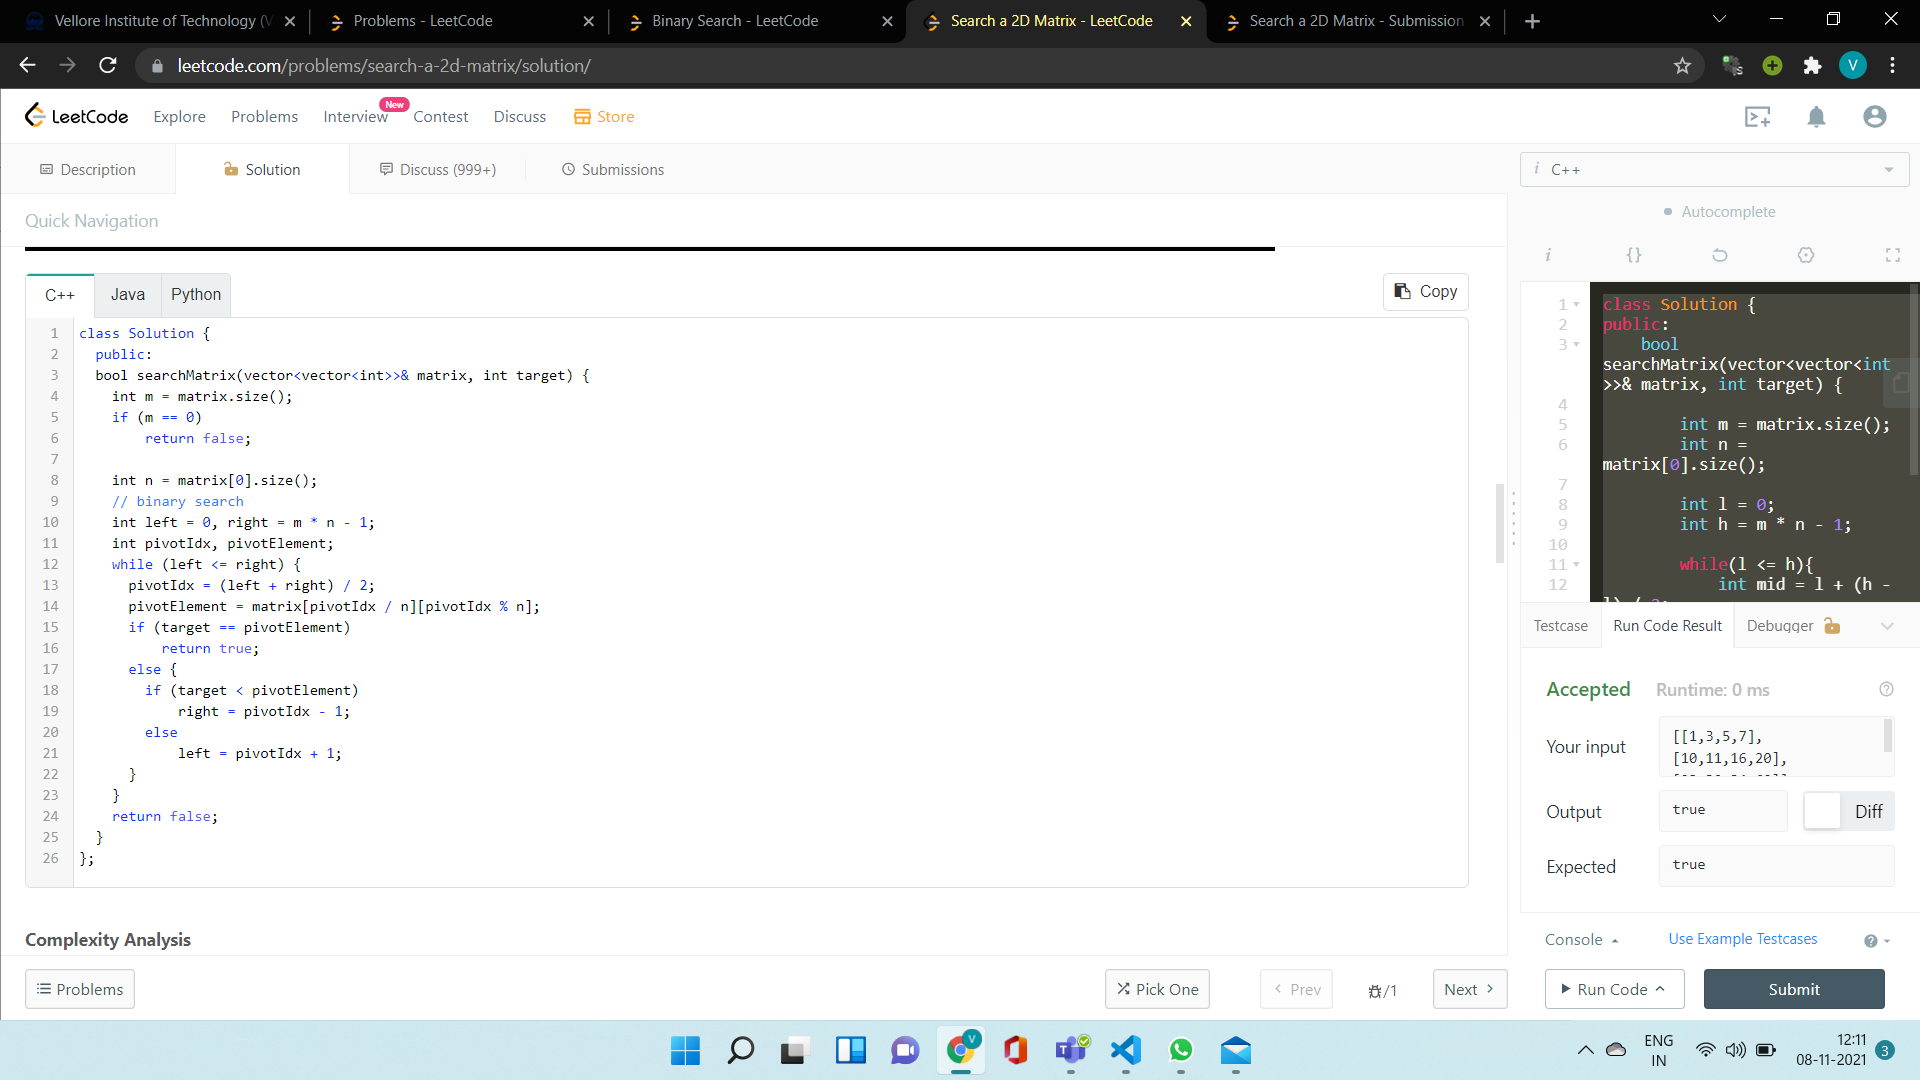 Vellore Institute of Technology (V
Problems - LeetCode
Binary Search - LeetCode
Search a 2D Matrix - LeetCode
Search a 2D Matrix - Submission
leetcode.com/problems/search-a-2d-matrix/solution/
V
LeetCode
Explore
Problems
Interview
New
Contest
Discuss
Store
Description
Solution
Discuss (999+)
Submissions
Quick Navigation
C++
Java
Python
Copy
1 class Solution {
2 public:
3 bool searchMatrix(vector<vector<int>>& matrix, int target) {
4 int m = matrix.size();
5 if (m == 0)
6 return false;
7
8 int n = matrix[0].size();
9 // binary search
10 int left = 0, right = m * n - 1;
11 int pivotIdx, pivotElement;
12 while (left <= right) {
13 pivotIdx = (left + right) / 2;
14 pivotElement = matrix[pivotIdx / n][pivotIdx % n];
15 if (target == pivotElement)
16 return true;
17 else {
18 if (target < pivotElement)
19 right = pivotIdx - 1;
20 else
21 left = pivotIdx + 1;
22 }
23 }
24 return false;
25 }
26 };
Complexity Analysis
Problems
Pick One
Prev
/1
Next
i C++
Autocomplete
i {}
1 class Solution {
2 public:
3 bool
searchMatrix(vector<vector<int
>>& matrix, int target) {
4
5 int m = matrix.size();
6 int n =
matrix[0].size();
7
8 int l = 0;
9 int h = m * n - 1;
10
11 while(l <= h){
12 int mid = l + (h -
Testcase
Run Code Result
Debugger
Accepted
Runtime: 0 ms
Your input
[[1,3,5,7],
[10,11,16,20],
Output
true
Diff
Expected
true
Console
Use Example Testcases
Run Code
Submit
V
ENG
IN
12:11
08-11-2021
3